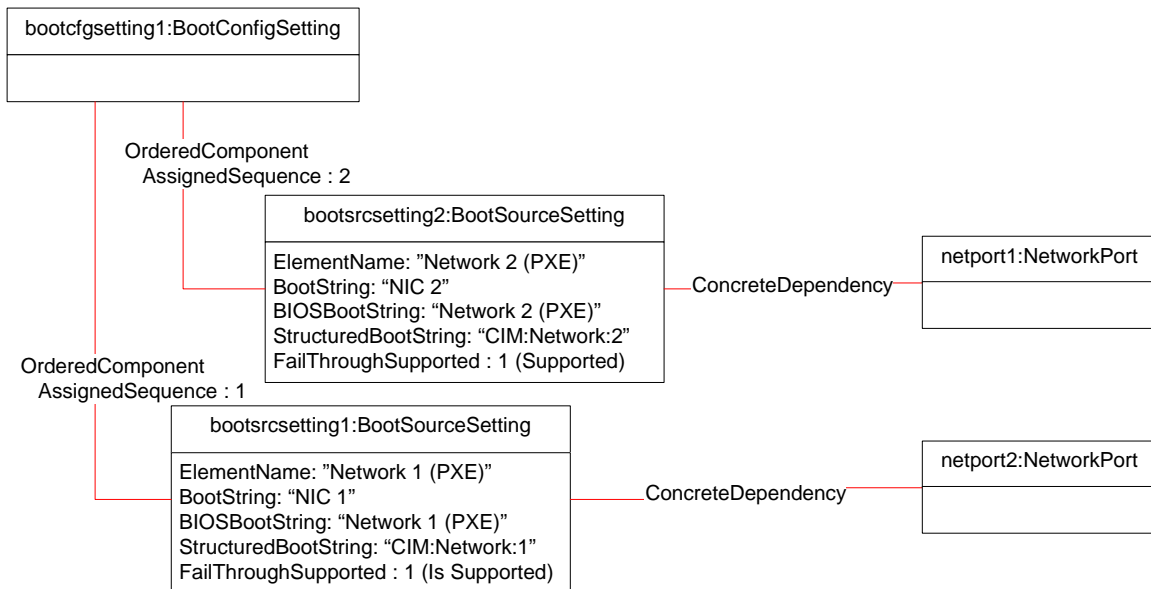 bootcfgsetting1:BootConfigSetting
OrderedComponent
AssignedSequence : 2
bootsrcsetting2:BootSourceSetting
ElementName: ”Network 2 (PXE)”
BootString: “NIC 2”
BIOSBootString: “Network 2 (PXE)”
StructuredBootString: “CIM:Network:2”
FailThroughSupported : 1 (Supported)
ConcreteDependency
netport1:NetworkPort
OrderedComponent
AssignedSequence : 1
bootsrcsetting1:BootSourceSetting
ElementName: ”Network 1 (PXE)”
BootString: “NIC 1”
BIOSBootString: “Network 1 (PXE)”
StructuredBootString: “CIM:Network:1”
FailThroughSupported : 1 (Is Supported)
ConcreteDependency
netport2:NetworkPort